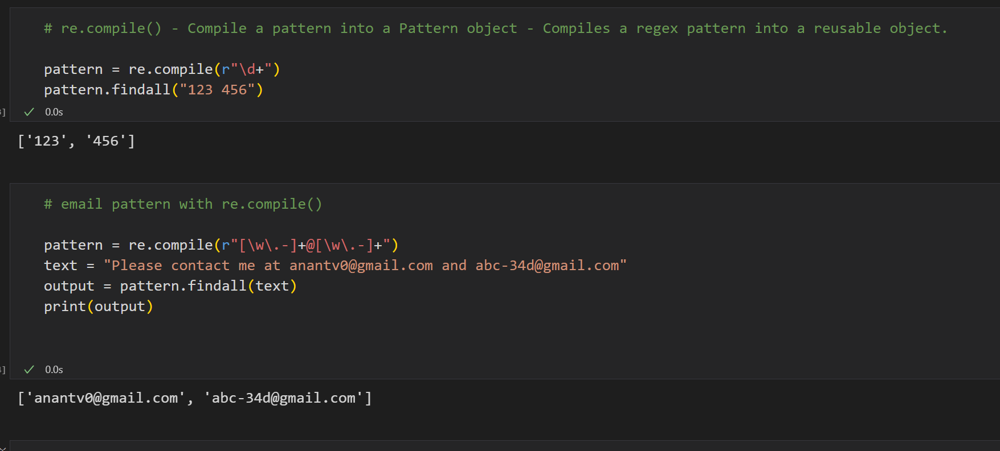 # re.compile() - Compile a pattern into a Pattern object - Compiles a regex pattern into a reusable object.
pattern = re.compile(r"\d+")
pattern.findall("123 456")
0.0s
['123', '456']
# email pattern with re.compile()
pattern = re.compile(r"[\w\.-]+@[\w\.-]+")
text = "Please contact me at anantv0@gmail.com and abc-34d@gmail.com"
output = pattern.findall(text)
print(output)
0.0s
['anantv0@gmail.com', 'abc-34d@gmail.com']